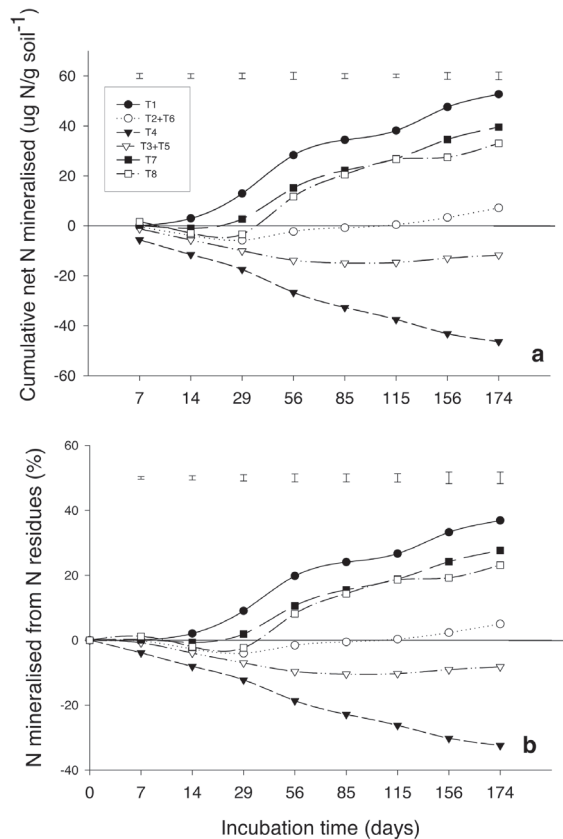 a
Cumulative net N mineralised (ug N/g soil⁻¹)
60
40
20
0
-20
-40
-60
T1
T2+T6
T4
T3+T5
T7
T8
a
7 14 29 56 85 115 156 174
N mineralised from N residues (%)
60
40
20
0
-20
-40
b
0 7 14 29 56 85 115 156 174
Incubation time (days)